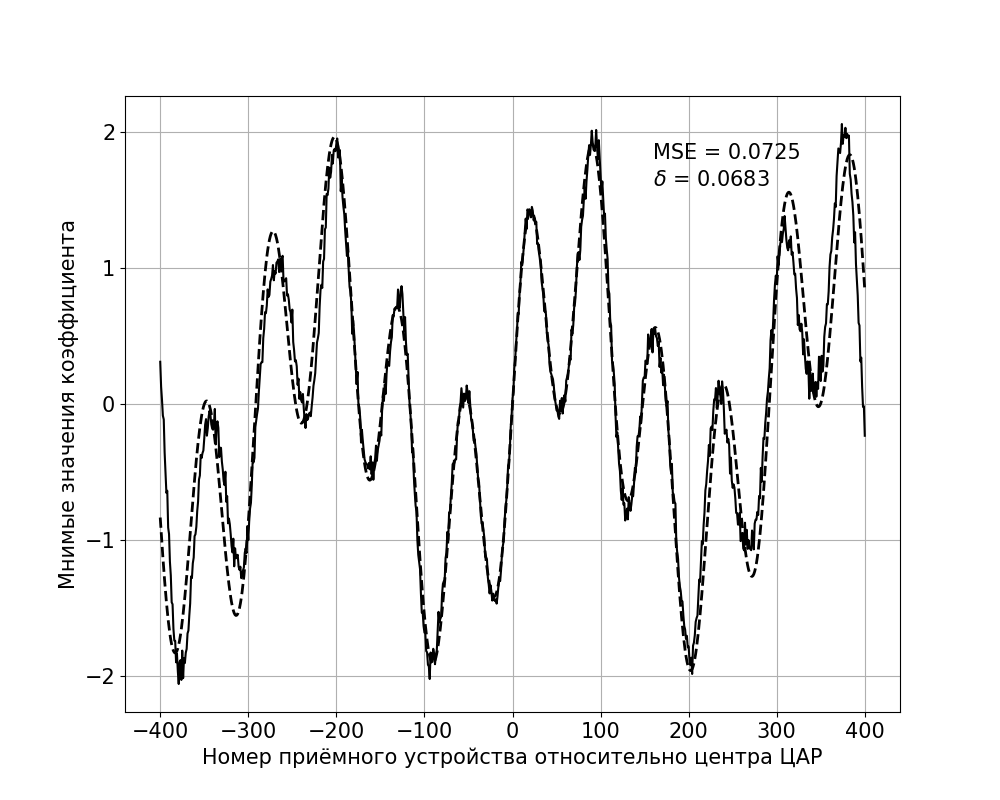 MSE = 0.0725
δ = 0.0683
Мнимые значения коэффициента
2
1
0
−1
−2
−400 −300 −200 −100 0 100 200 300 400
Номер приёмного устройства относительно центра ЦАР